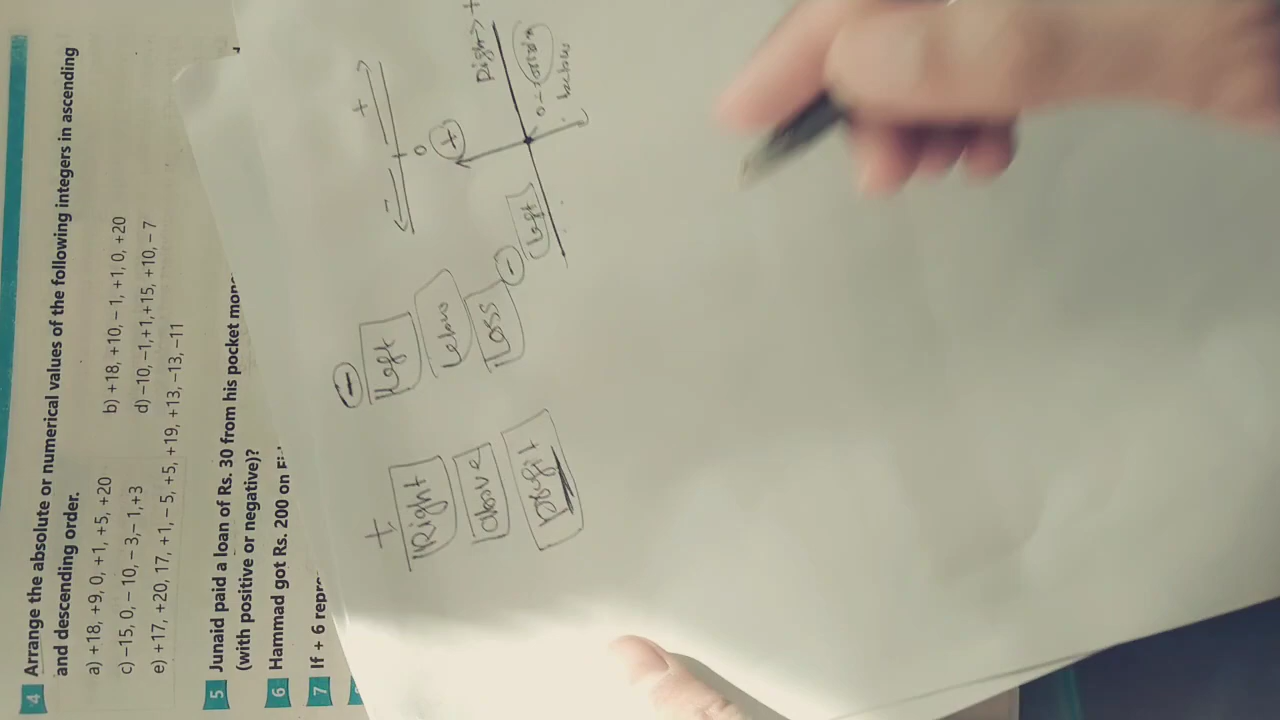 4 Arrange the absolute or numerical values of the following integers in ascending
and descending order.
a) +18, +9, 0, +1, +5, +20
b) +18, +10, −1, +1, 0, +20
c) −15, 0, −10, −3, −1, +3
d) −10, −1, +1, +15, +10, −7
e) +17, +20, 17, +1, −5, +5, +19, +13, −13, −11
5 Junaid paid a loan of Rs. 30 from his pocket
(with positive or negative)?
6 Hammad got Rs. 200 on
7 If + 6
+ −
Right left
above
profit Loss
← − 0 + →
Right → +
+
0 –
− left